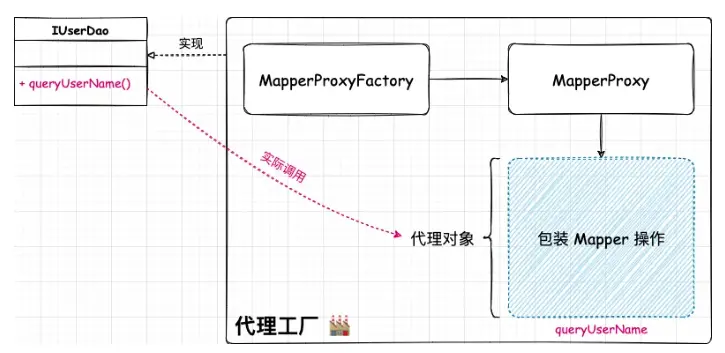 IUserDao
+ queryUserName()
实现
MapperProxyFactory
MapperProxy
实际调用
代理对象
包装 Mapper 操作
代理工厂
queryUserName